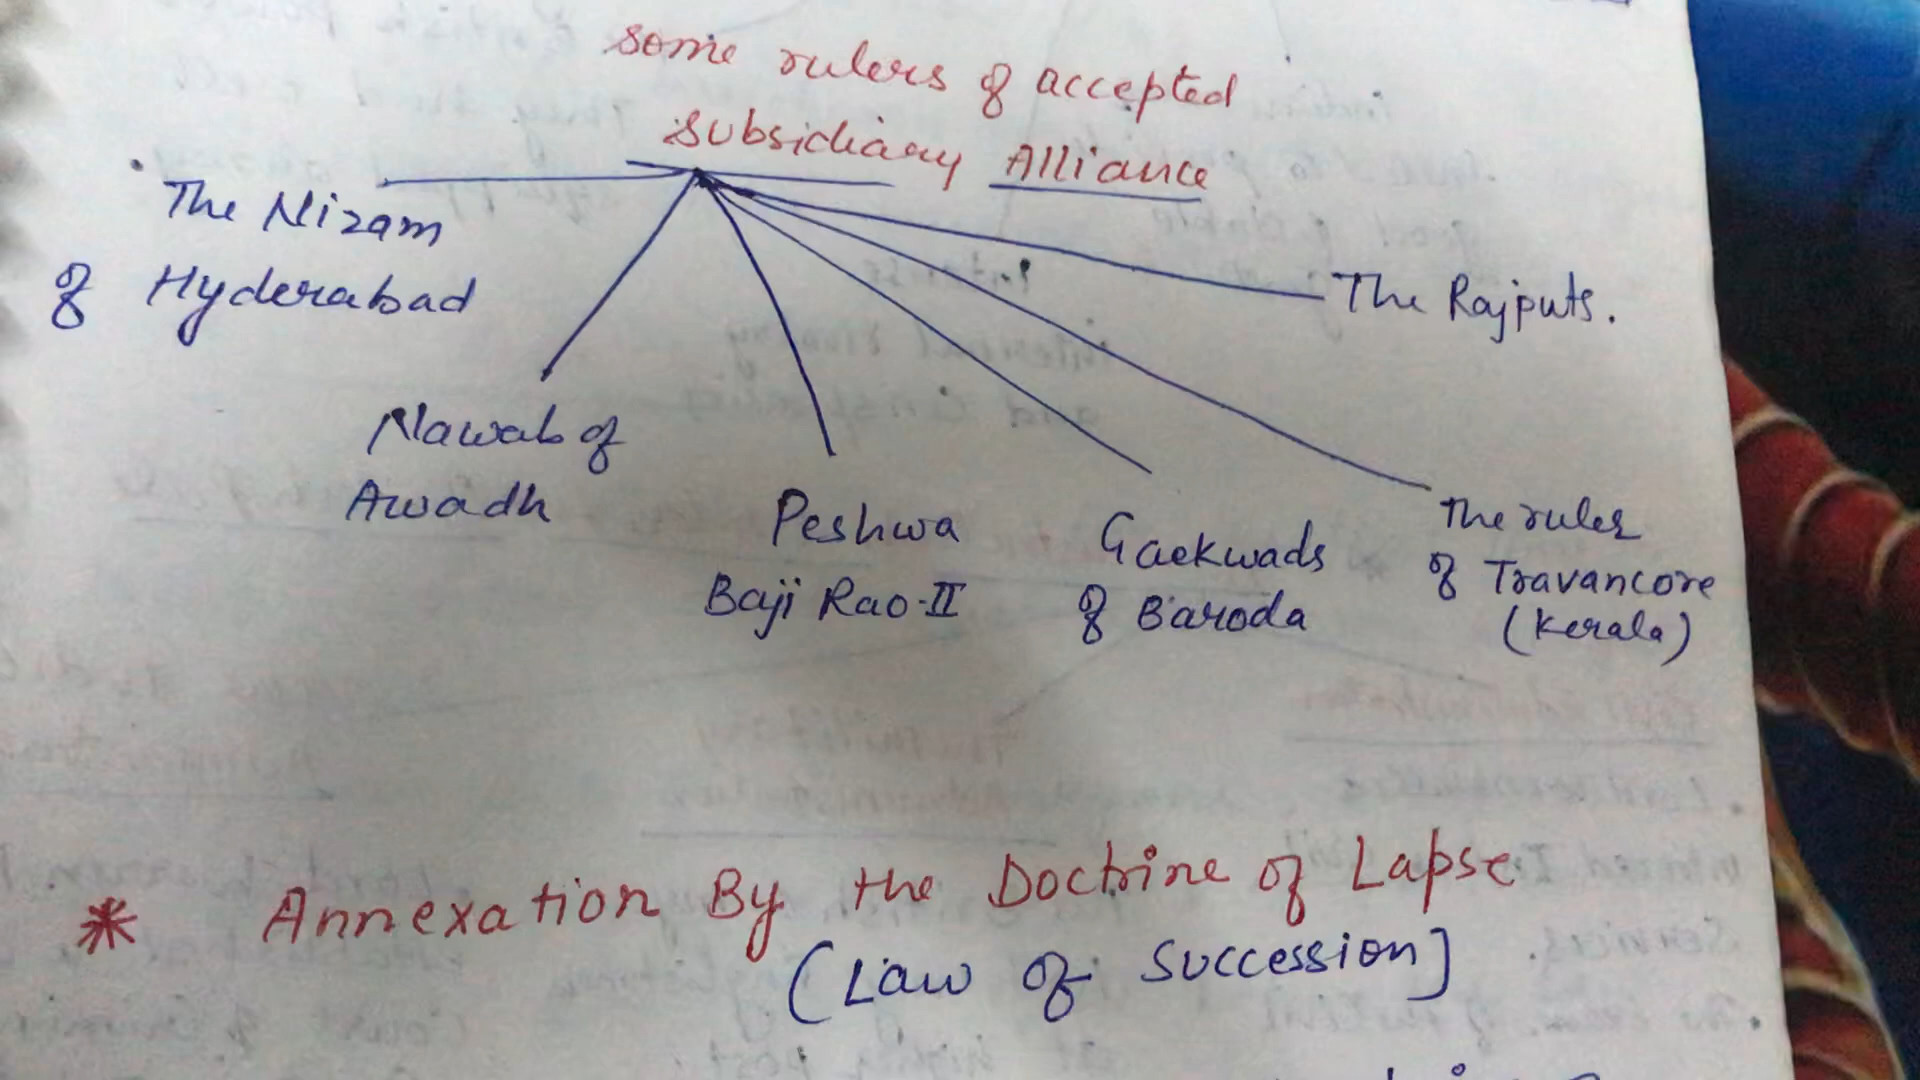 some rulers of accepted
subsidiary Alliance
The Nizam
of Hyderabad
The Rajputs.
Nawab of
Awadh
Peshwa
Baji Rao-II
Gaekwads
of Baroda
The ruler
of Travancore
(Kerala)
* Annexation By the Doctrine of Lapse
(Law of Succession]